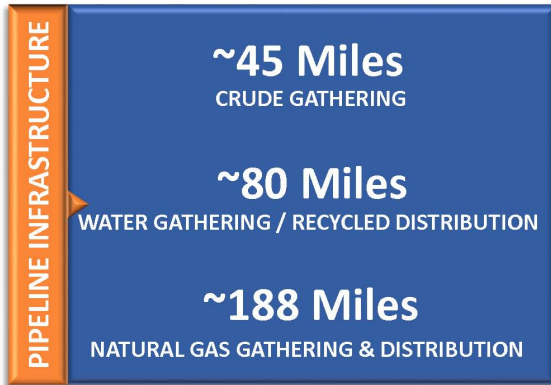 PIPELINE INFRASTRUCTURE
~45 Miles
CRUDE GATHERING
~80 Miles
WATER GATHERING / RECYCLED DISTRIBUTION
~188 Miles
NATURAL GAS GATHERING & DISTRIBUTION